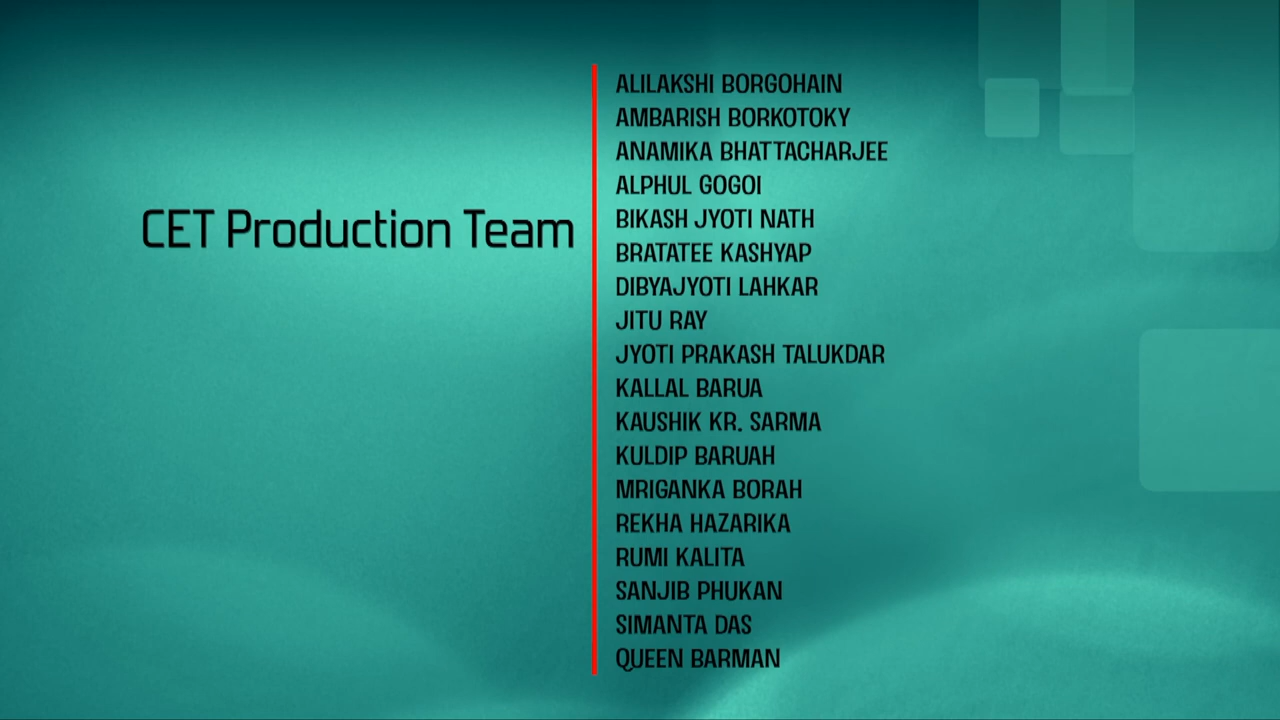 CET Production Team
ALILAKSHI BORGOHAIN
AMBARISH BORKOTOKY
ANAMIKA BHATTACHARJEE
ALPHUL GOGOI
BIKASH JYOTI NATH
BRATATEE KASHYAP
DIBYAJYOTI LAHKAR
JITU RAY
JYOTI PRAKASH TALUKDAR
KALLAL BARUA
KAUSHIK KR. SARMA
KULDIP BARUAH
MRIGANKA BORAH
REKHA HAZARIKA
RUMI KALITA
SANJIB PHUKAN
SIMANTA DAS
QUEEN BARMAN